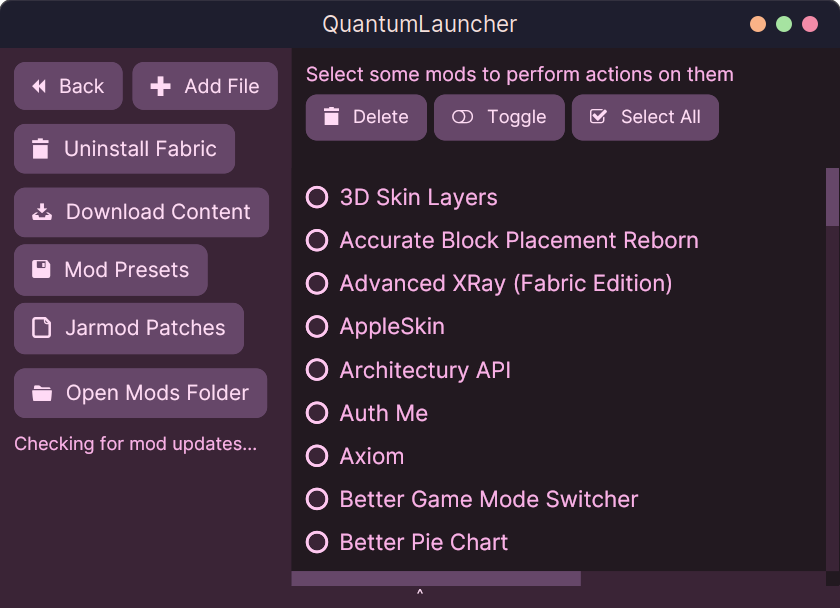 QuantumLauncher
Back
Add File
Uninstall Fabric
Download Content
Mod Presets
Jarmod Patches
Open Mods Folder
Checking for mod updates...
Select some mods to perform actions on them
Delete
Toggle
Select All
3D Skin Layers
Accurate Block Placement Reborn
Advanced XRay (Fabric Edition)
AppleSkin
Architectury API
Auth Me
Axiom
Better Game Mode Switcher
Better Pie Chart
^